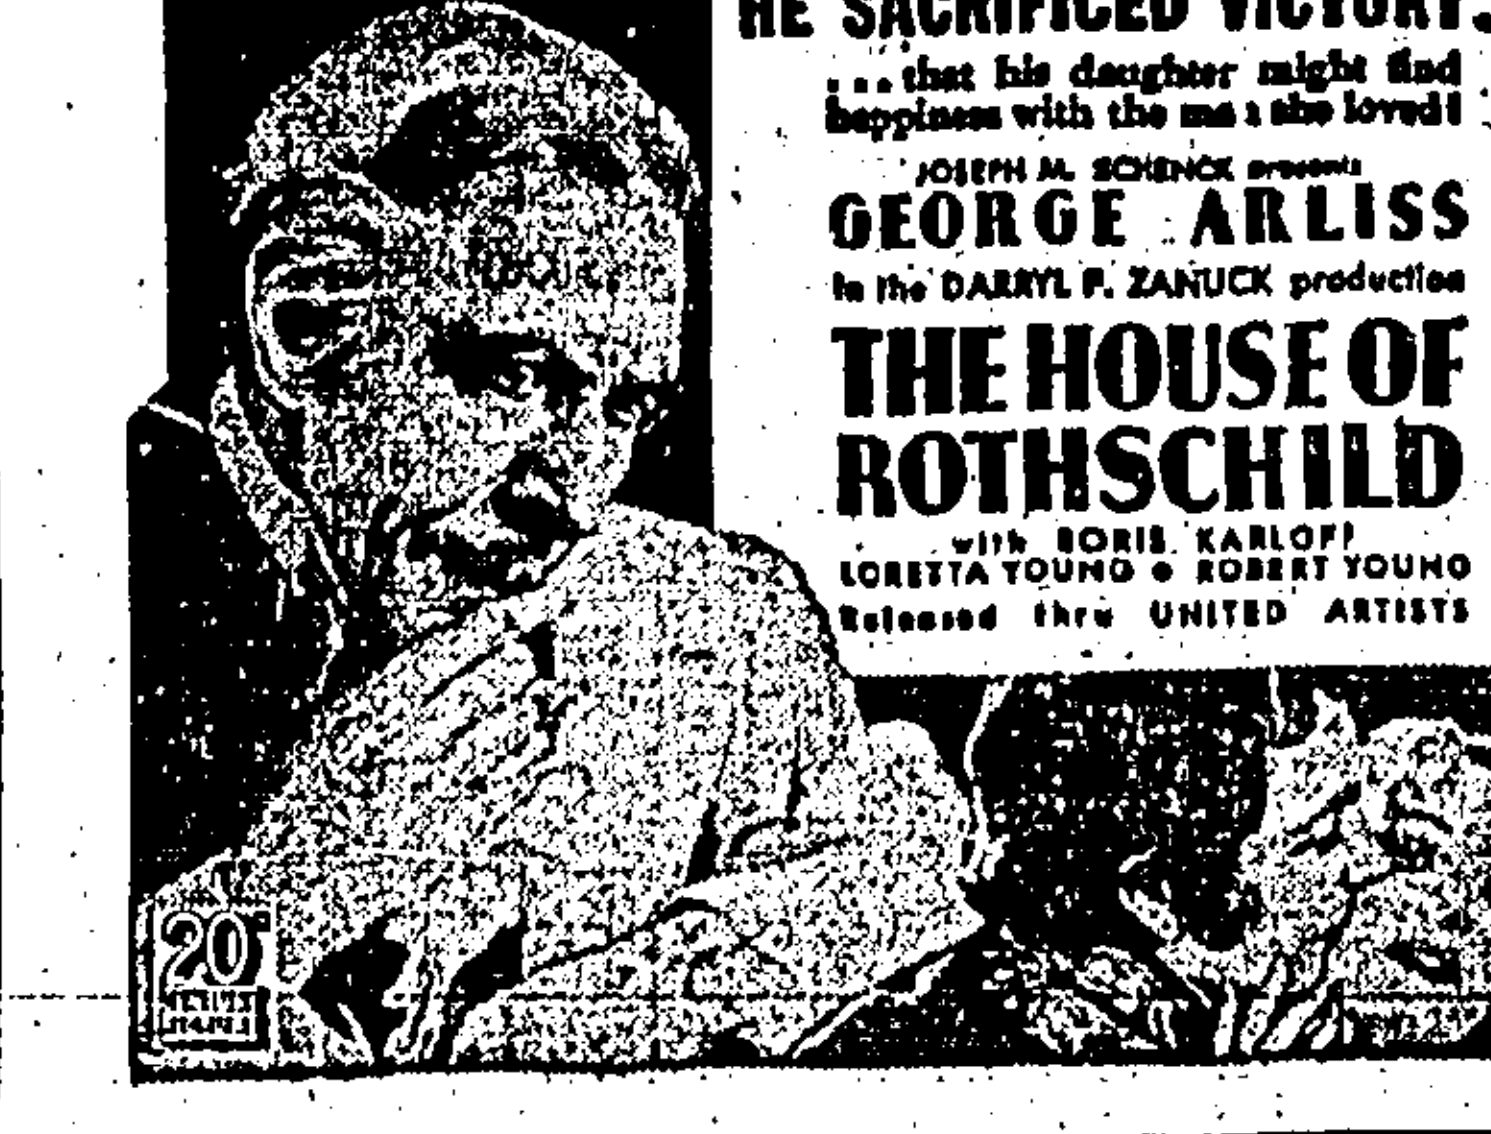 HE SACRIFICED VICTORY..
...that his daughter might find
happiness with the man she loved!
JOSEPH M. SCHENCK presents
GEORGE ARLISS
in the DARRYL F. ZANUCK production
THE HOUSE OF
ROTHSCHILD
with BORIS KARLOFF
LORETTA YOUNG • ROBERT YOUNG
Released thru UNITED ARTISTS
20